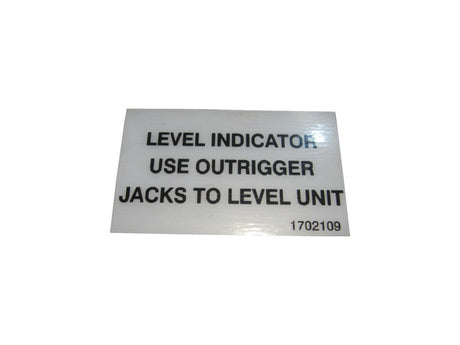 LEVEL INDICATOR
USE OUTRIGGER
JACKS TO LEVEL UNIT
1702109